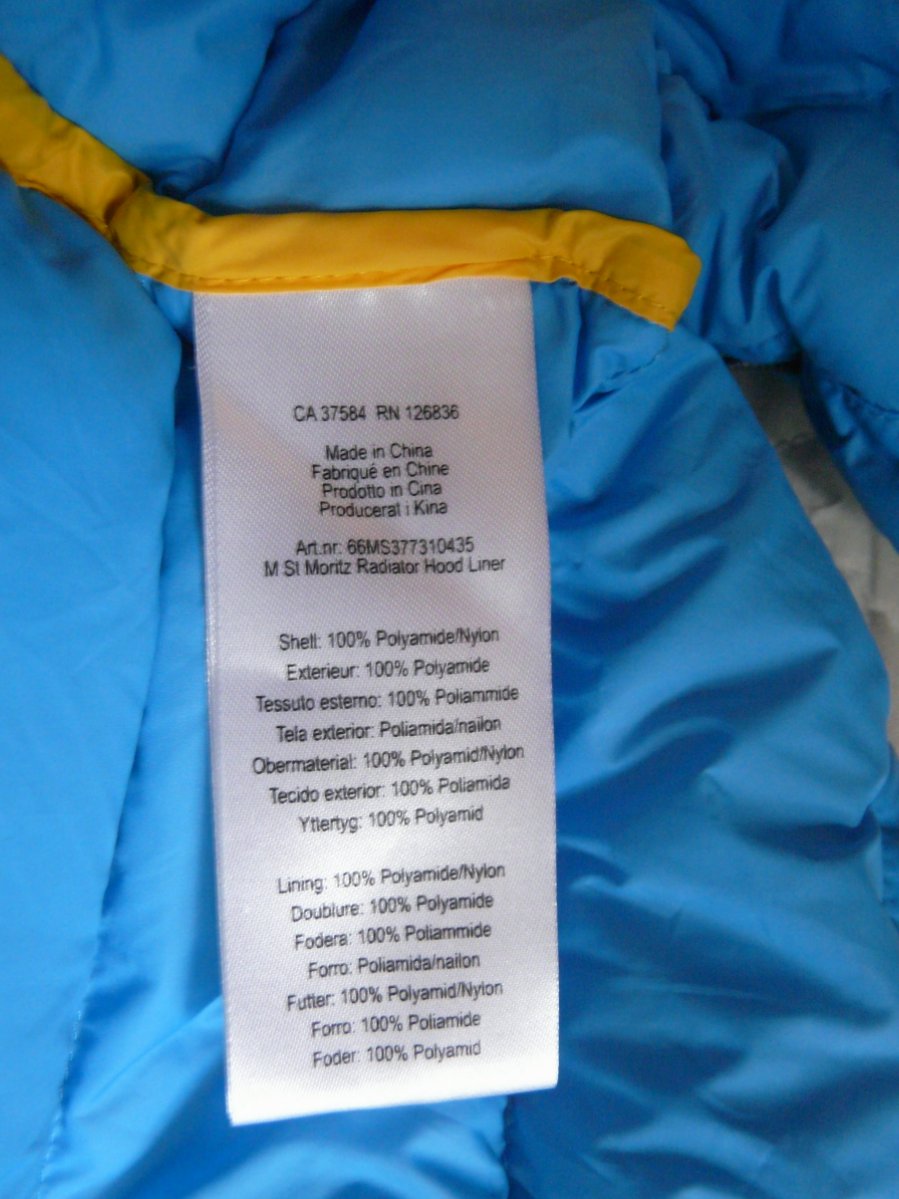 CA 37584 RN 126836
Made in China
Fabriqué en Chine
Prodotto in Cina
Producerat i Kina
Art.nr: 66MS377310435
M St Moritz Radiator Hood Liner
Shell: 100% Polyamide/Nylon
Exterieur: 100% Polyamide
Tessuto esterno: 100% Poliammide
Tela exterior: Poliamida/nailon
Obermaterial: 100% Polyamid/Nylon
Tecido exterior: 100% Poliamida
Yttertyg: 100% Polyamid
Lining: 100% Polyamide/Nylon
Doublure: 100% Polyamide
Fodera: 100% Poliammide
Forro: Poliamida/nailon
Futter: 100% Polyamid/Nylon
Forro: 100% Poliamide
Foder: 100% Polyamid